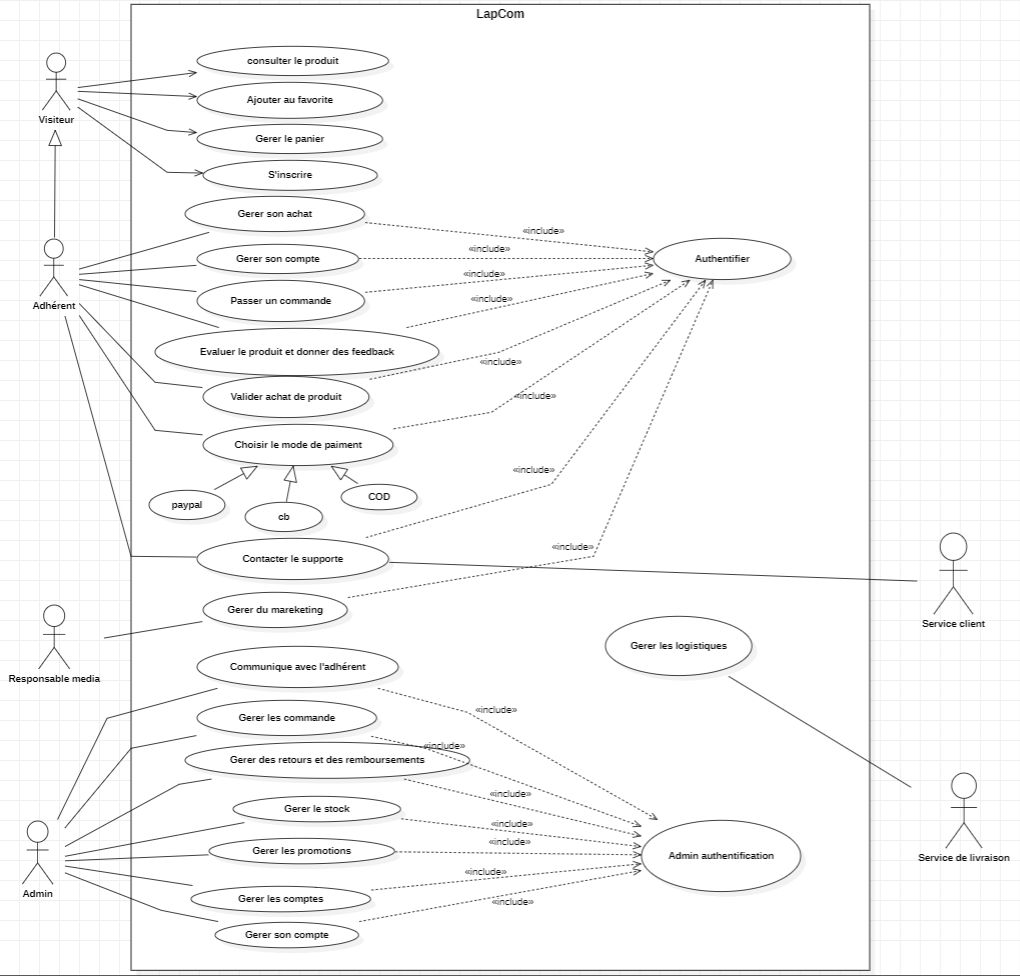 LapCom
consulter le produit
Ajouter au favorite
Visiteur
Gerer le panier
S'inscrire
Gerer son achat
«include»
Gerer son compte
«include»
Authentifier
«include»
Adhérent
Passer un commande
«include»
Evaluer le produit et donner des feedback
«include»
Valider achat de produit
«include»
Choisir le mode de paiment
«include»
paypal
cb
COD
«include»
Contacter le supporte
Gerer du mareketing
Service client
Gerer les logistiques
Responsable media
Communique avec l'adhérent
«include»
Gerer les commande
«include»
Gerer des retours et des remboursements
«include»
Gerer le stock
«include»
«include»
Gerer les promotions
Admin authentification
Service de livraison
«include»
Admin
Gerer les comptes
«include»
Gerer son compte